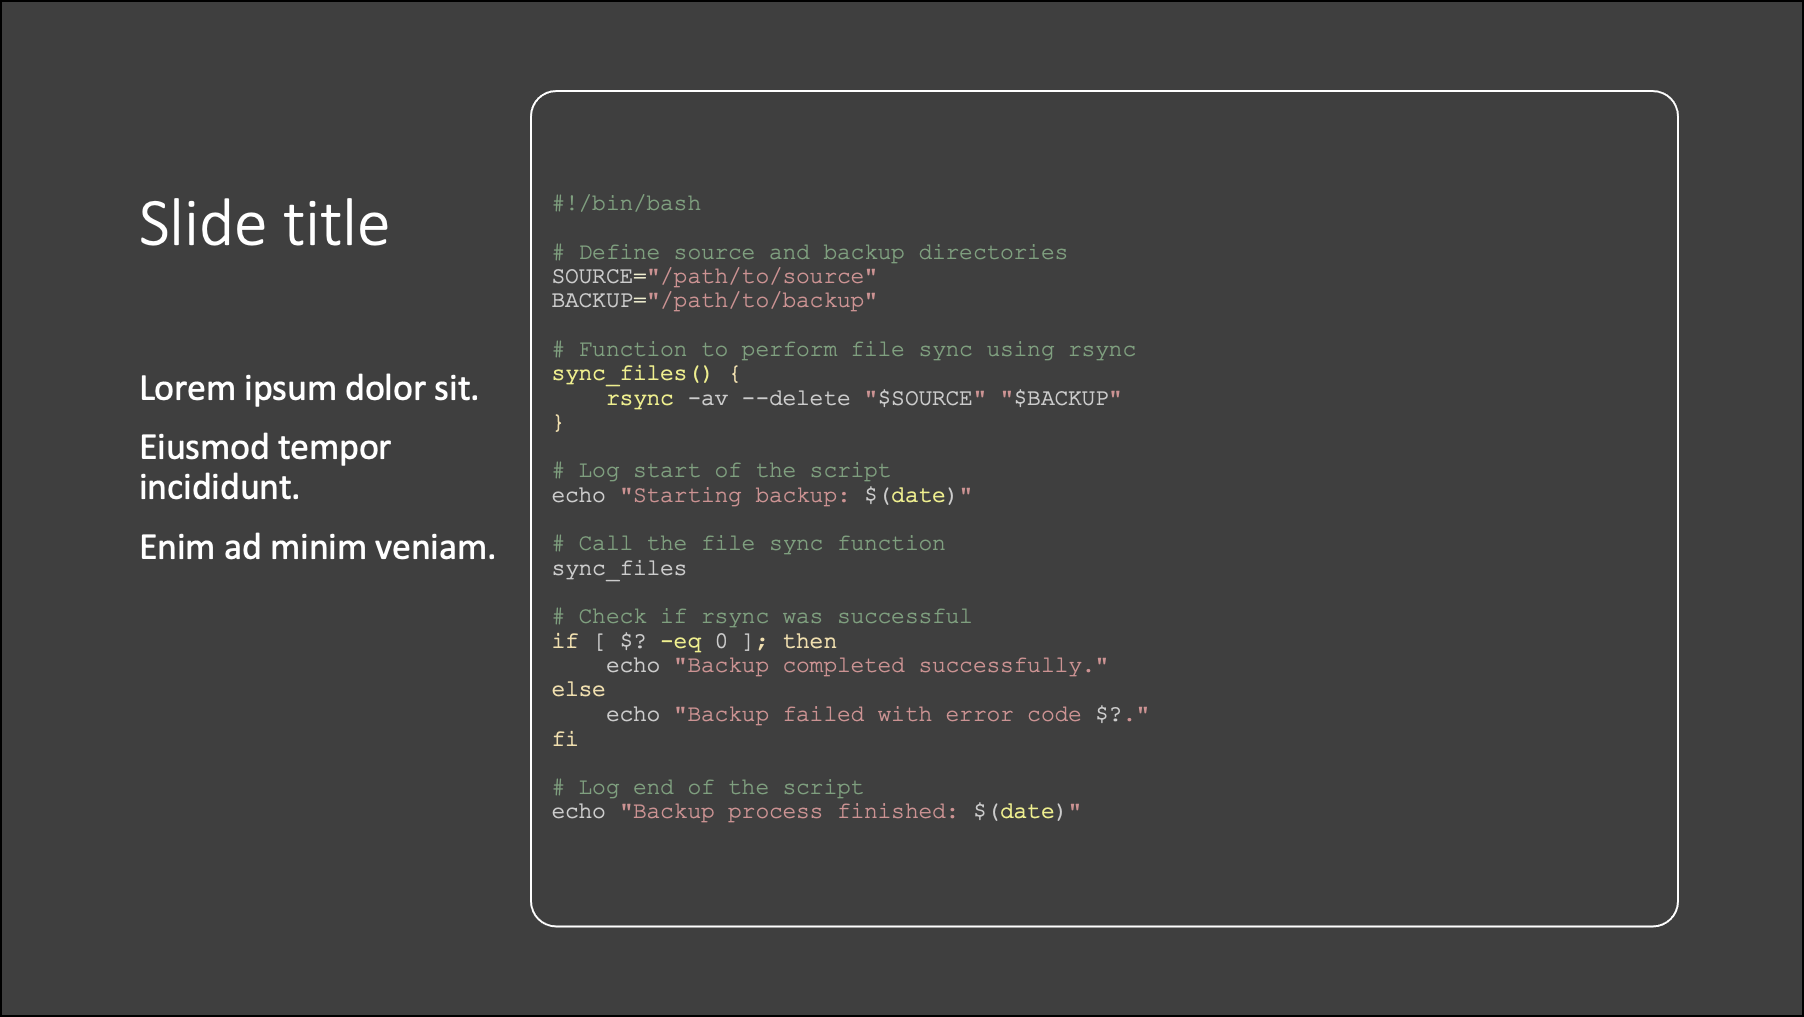 Slide title
Lorem ipsum dolor sit.
Eiusmod tempor
incididunt.
Enim ad minim veniam.
#!/bin/bash
# Define source and backup directories
SOURCE="/path/to/source"
BACKUP="/path/to/backup"
# Function to perform file sync using rsync
sync_files() {
    rsync -av --delete "$SOURCE" "$BACKUP"
}
# Log start of the script
echo "Starting backup: $(date)"
# Call the file sync function
sync_files
# Check if rsync was successful
if [ $? -eq 0 ]; then
    echo "Backup completed successfully."
else
    echo "Backup failed with error code $?."
fi
# Log end of the script
echo "Backup process finished: $(date)"